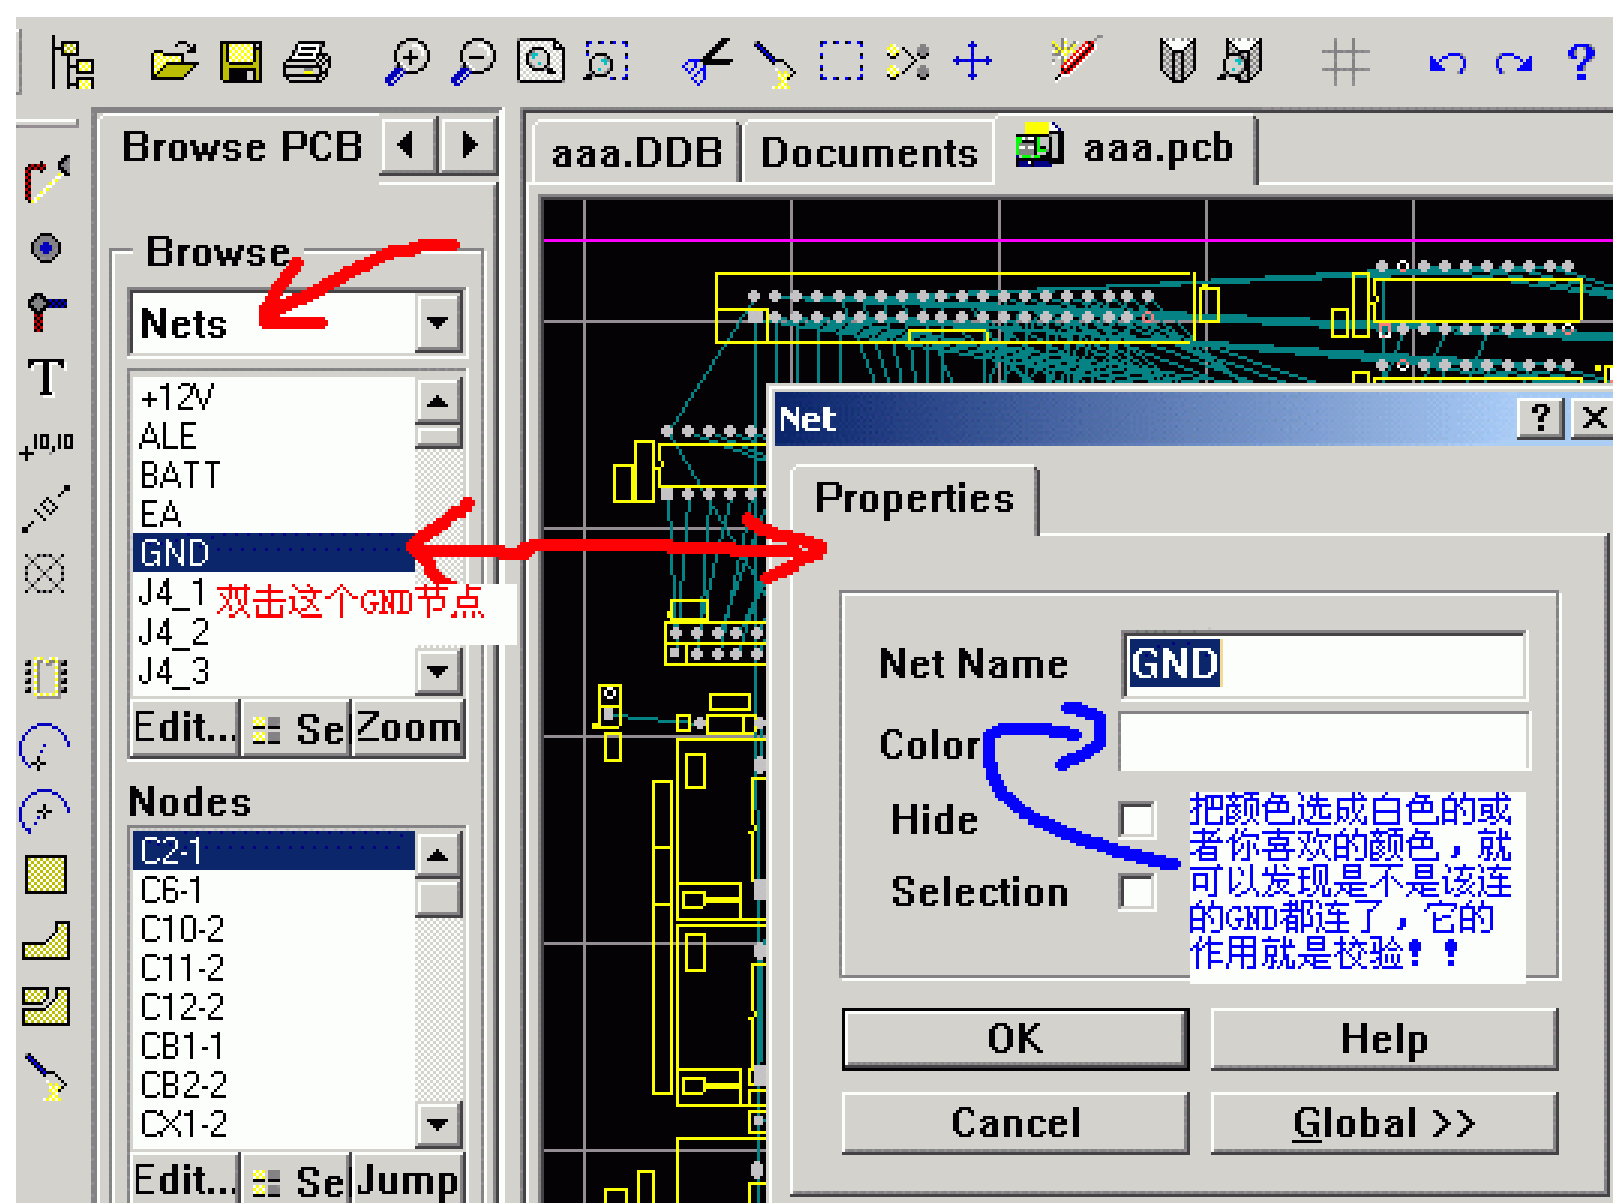 Browse PCB
aaa.DDB
Documents
aaa.pcb
T
+10,10
?
Browse
Nets
+12V
ALE
BATT
EA
GND
J4_1
J4_2
J4_3
双击这个GND节点
Edit...
Se
Zoom
Nodes
C2-1
C6-1
C10-2
C11-2
C12-2
CB1-1
CB2-2
CX1-2
Edit...
Se
Jump
Net
?
Properties
Net Name
GND
Color
Hide
Selection
把颜色选成白色的或
者你喜欢的颜色，就
可以发现是不是该连
的GND都连了，它的
作用就是校验！！
OK
Help
Cancel
Global >>